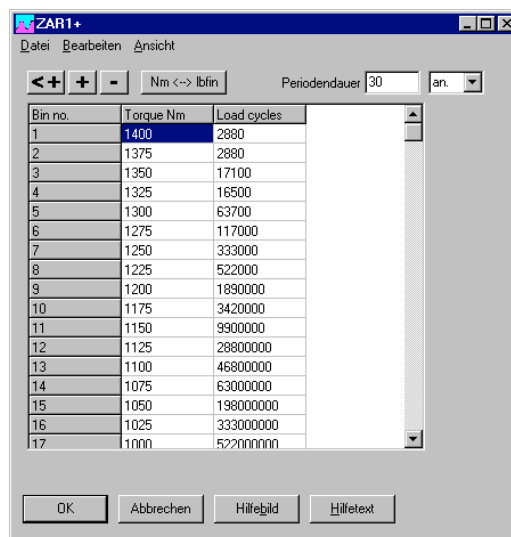 ZAR1+
Datei Bearbeiten Ansicht
<+ + - Nm <--> lbfin Periodendauer 30 an.
Bin no. Torque Nm Load cycles
1 1400 2880
2 1375 2880
3 1350 17100
4 1325 16500
5 1300 63700
6 1275 117000
7 1250 333000
8 1225 522000
9 1200 1890000
10 1175 3420000
11 1150 9900000
12 1125 28800000
13 1100 46800000
14 1075 63000000
15 1050 198000000
16 1025 333000000
17 1000 522000000
OK Abbrechen Hilfebild Hilfetext